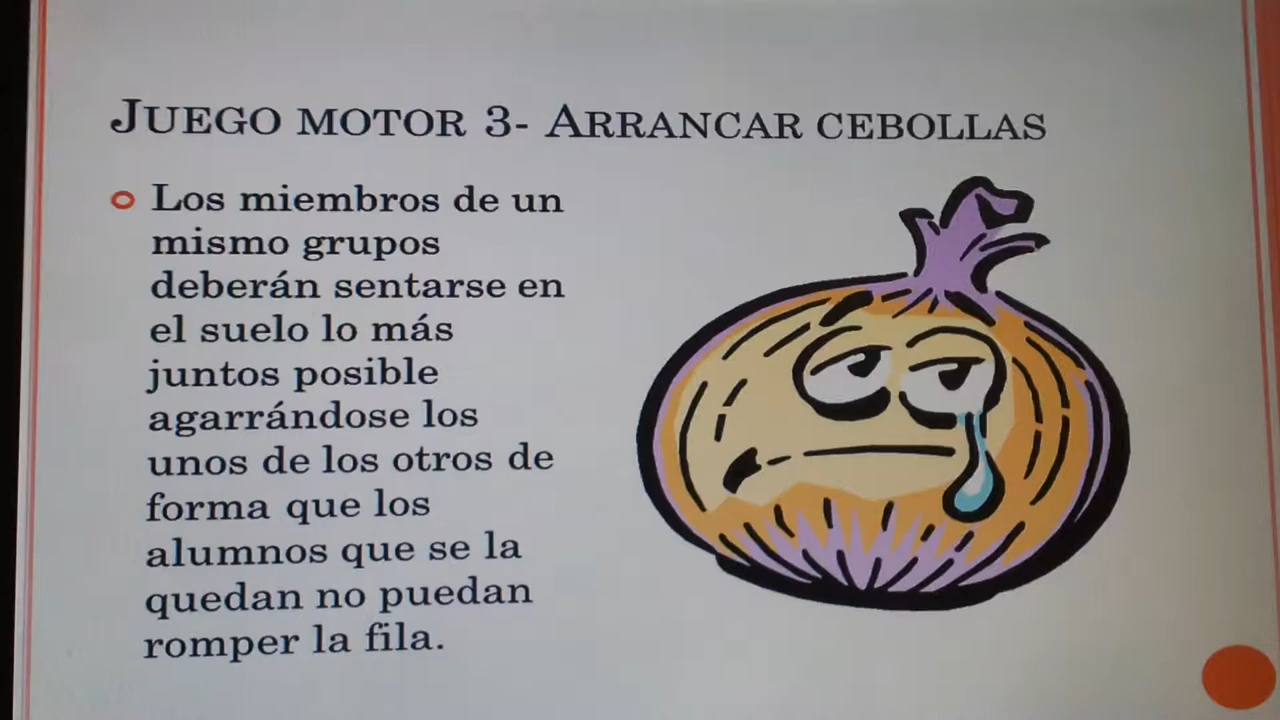 JUEGO MOTOR 3- ARRANCAR CEBOLLAS
Los miembros de un
mismo grupos
deberán sentarse en
el suelo lo más
juntos posible
agarrándose los
unos de los otros de
forma que los
alumnos que se la
quedan no puedan
romper la fila.